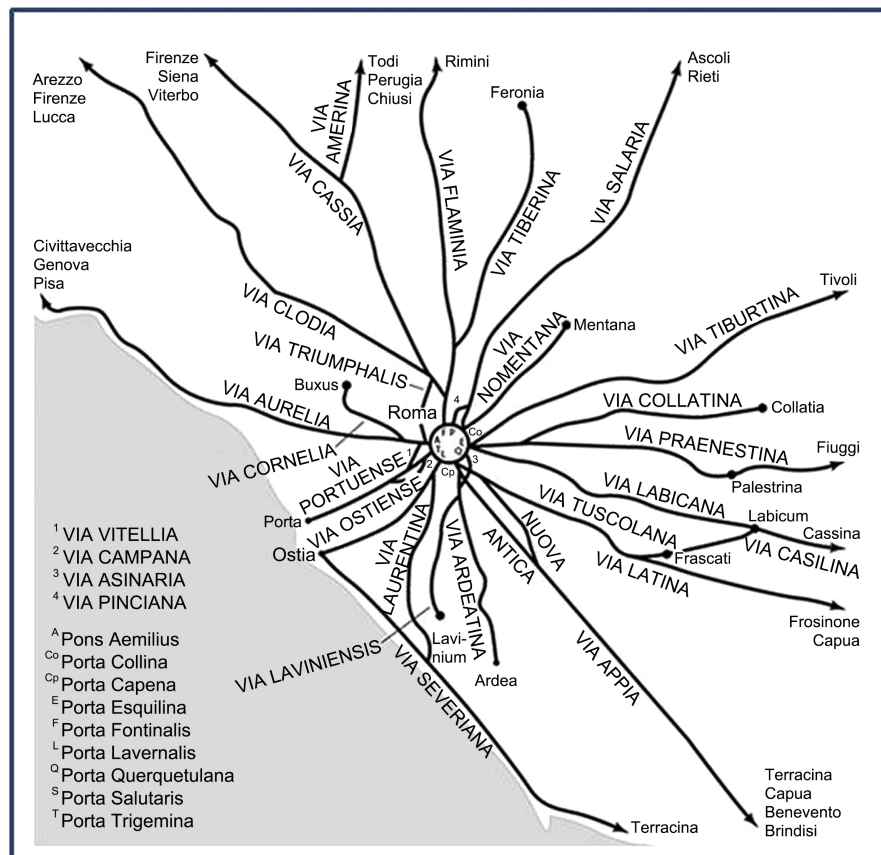 Arezzo
Firenze
Lucca
Firenze
Siena
Viterbo
Todi
Perugia
Chiusi
Rimini
Feronia
Ascoli
Rieti
VIA
AMERINA
VIA CASSIA
VIA FLAMINIA
VIA TIBERINA
VIA SALARIA
Civittavecchia
Genova
Pisa
Tivoli
VIA CLODIA
VIA TRIUMPHALIS
VIA
NOMENTANA
Mentana
VIA TIBURTINA
Buxus
VIA AURELIA
Roma
4
VIA COLLATINA
Collatia
VIA CORNELIA
A
F
Co
E
Q
L
T
Cp
1
2
3
VIA PRAENESTINA
Fiuggi
Palestrina
VIA
PORTUENSE
Porta
VIA OSTIENSE
Ostia
VIA LABICANA
Labicum
Cassina
VIA TUSCOLANA
Frascati
VIA CASILINA
VIA LATINA
Frosinone
Capua
VIA
LAURENTINA
VIA ARDEATINA
ANTICA
NUOVA
VIA APPIA
VIA LAVINIENSIS
Lavi-
nium
Ardea
VIA SEVERIANA
Terracina
Terracina
Capua
Benevento
Brindisi
1 VIA VITELLIA
2 VIA CAMPANA
3 VIA ASINARIA
4 VIA PINCIANA
A Pons Aemilius
Co Porta Collina
Cp Porta Capena
E Porta Esquilina
F Porta Fontinalis
L Porta Lavernalis
Q Porta Querquetulana
S Porta Salutaris
T Porta Trigemina